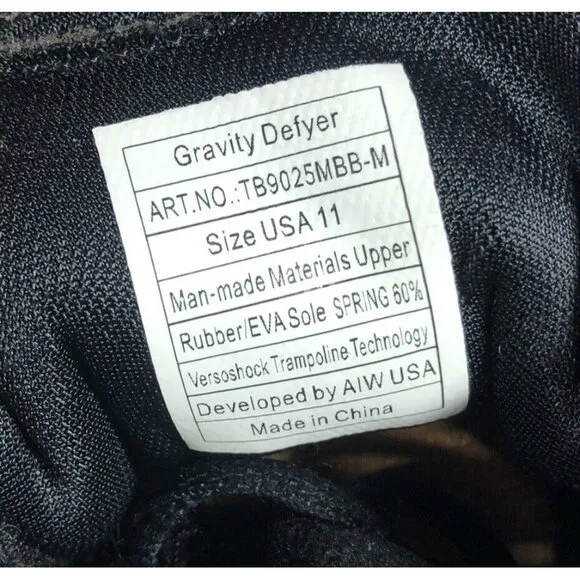 Gravity Defyer
ART.NO.:TB9025MBB-M
Size USA 11
Man-made Materials Upper
Rubber/EVA Sole SPRING 60%
Versoshock Trampoline Technology
Developed by AIW USA
Made in China